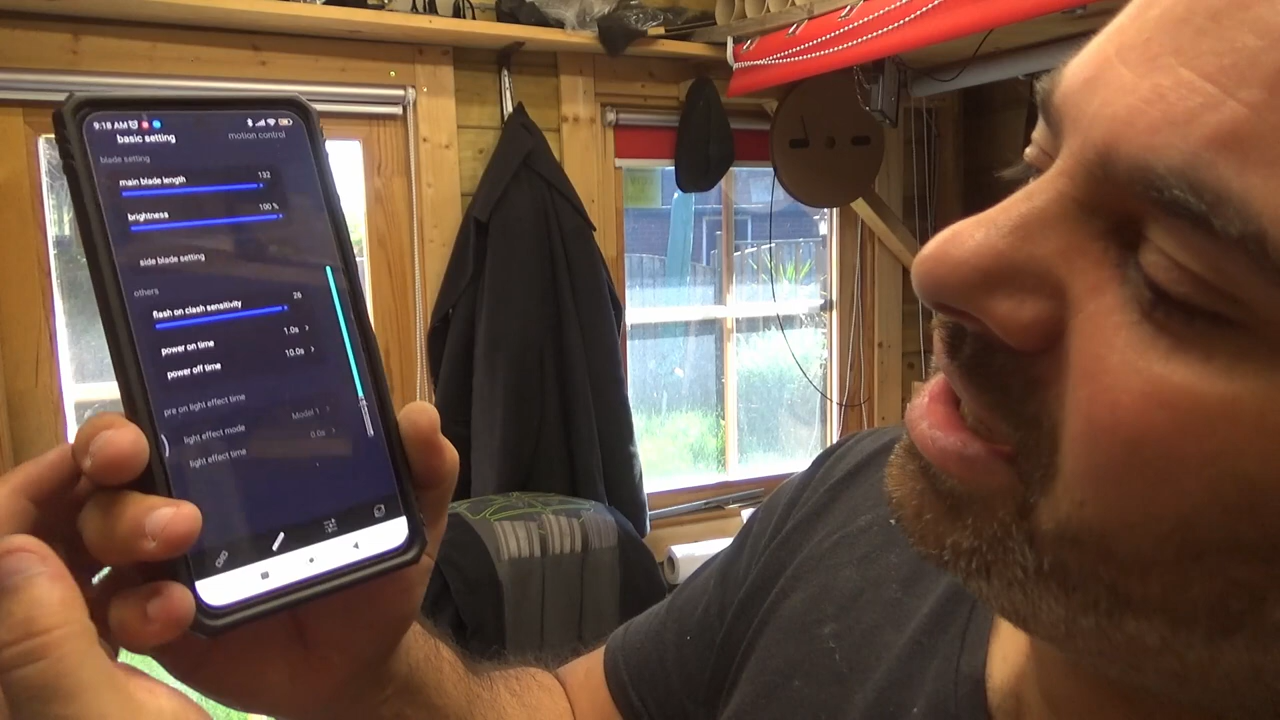 9:18 AM
basic setting motion control
blade setting
main blade length 132
brightness 100 %
side blade setting
others
flash on clash sensitivity 26
power on time 1.0s
power off time 10.0s
pre on light effect time
light effect mode Model 1
light effect time 0.0s